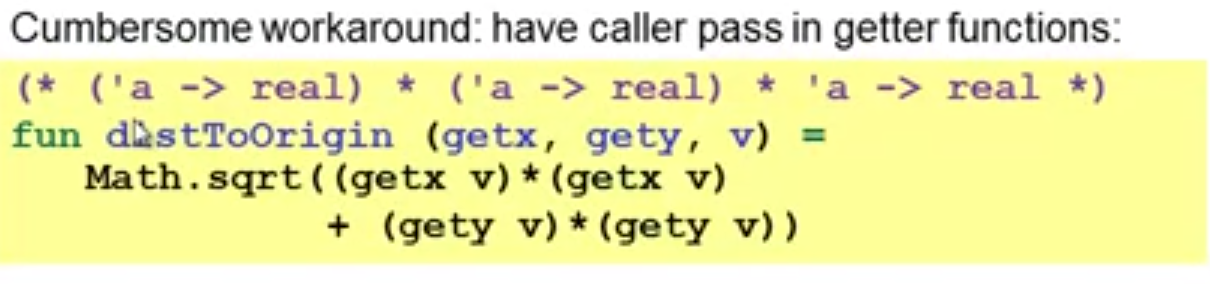 Cumbersome workaround: have caller pass in getter functions:
(* ('a -> real) * ('a -> real) * 'a -> real *)
fun distToOrigin (getx, gety, v) =
Math.sqrt((getx v)*(getx v)
+ (gety v)*(gety v))